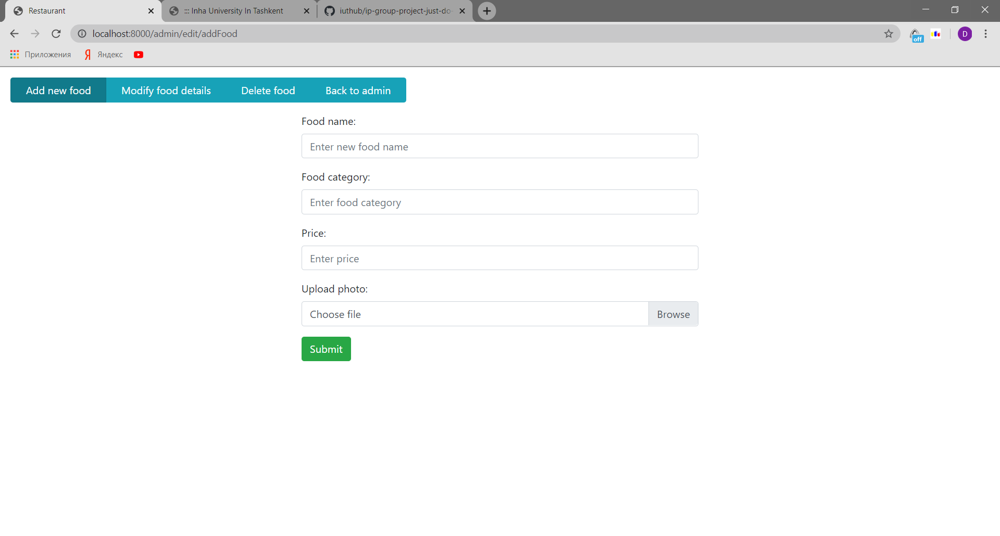 Restaurant
::: Inha University In Tashkent
iuthub/ip-group-project-just-do-
localhost:8000/admin/edit/addFood
off
D
Приложения
Я Яндекс
Add new food
Modify food details
Delete food
Back to admin
Food name:
Enter new food name
Food category:
Enter food category
Price:
Enter price
Upload photo:
Choose file
Browse
Submit